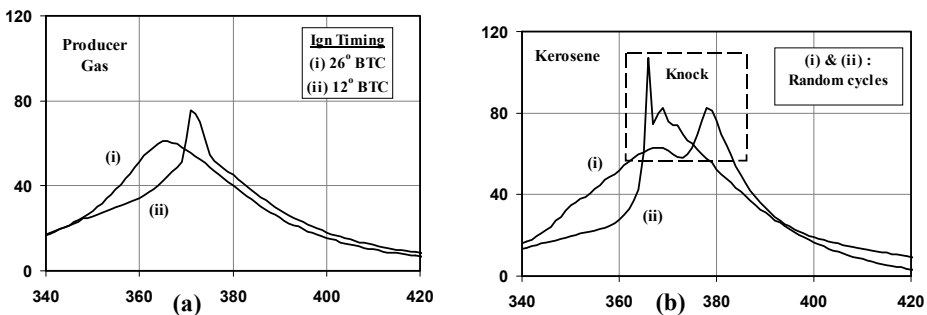 120
80
40
0
Producer
Gas
Ign Timing
(i) 26° BTC
(ii) 12° BTC
(i)
(ii)
340
360
380
400
420
(a)
120
80
40
0
Kerosene
Knock
(i) & (ii) :
Random cycles
(i)
(ii)
340
360
380
400
420
(b)